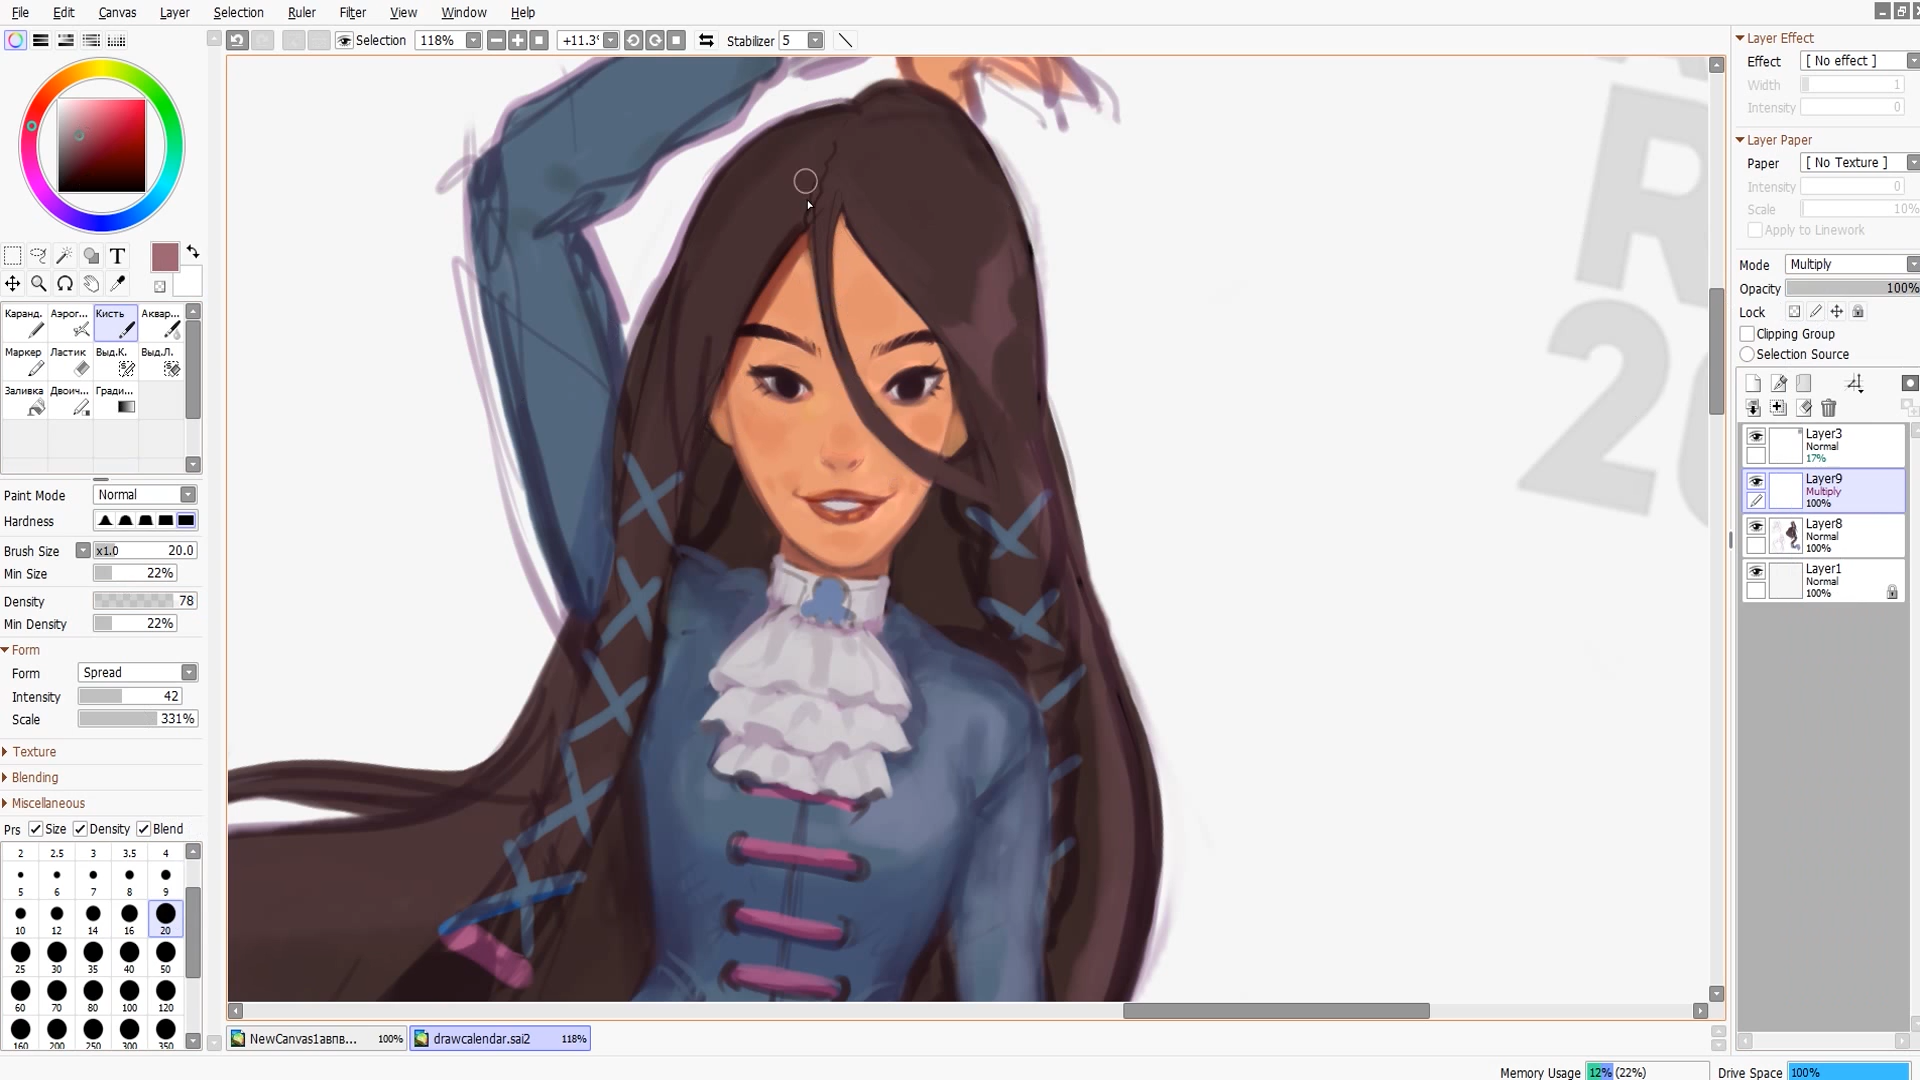 File Edit Canvas Layer Selection Ruler Filter View Window Help
Selection 118% +11.3° Stabilizer 5
T
Каранд. Аэрог... Кисть Аквар...
Маркер Ластик Выд.К. Выд.Л.
Заливка Двоич... Гради...
Paint Mode Normal
Hardness
Brush Size x1.0 20.0
Min Size 22%
Density 78
Min Density 22%
Form
Form Spread
Intensity 42
Scale 331%
Texture
Blending
Miscellaneous
Prs Size Density Blend
2 2.5 3 3.5 4
5 6 7 8 9
10 12 14 16 20
25 30 35 40 50
60 70 80 100 120
160 200 250 300 350
R
2
NewCanvas1авпв... 100% drawcalendar.sai2 118%
Layer Effect
Effect [ No effect ]
Width 1
Intensity 0
Layer Paper
Paper [ No Texture ]
Intensity 0
Scale 10%
Apply to Linework
Mode Multiply
Opacity 100%
Lock
Clipping Group
Selection Source
Layer3
Normal
17%
Layer9
Multiply
100%
Layer8
Normal
100%
Layer1
Normal
100%
Memory Usage 12% (22%) Drive Space 100%